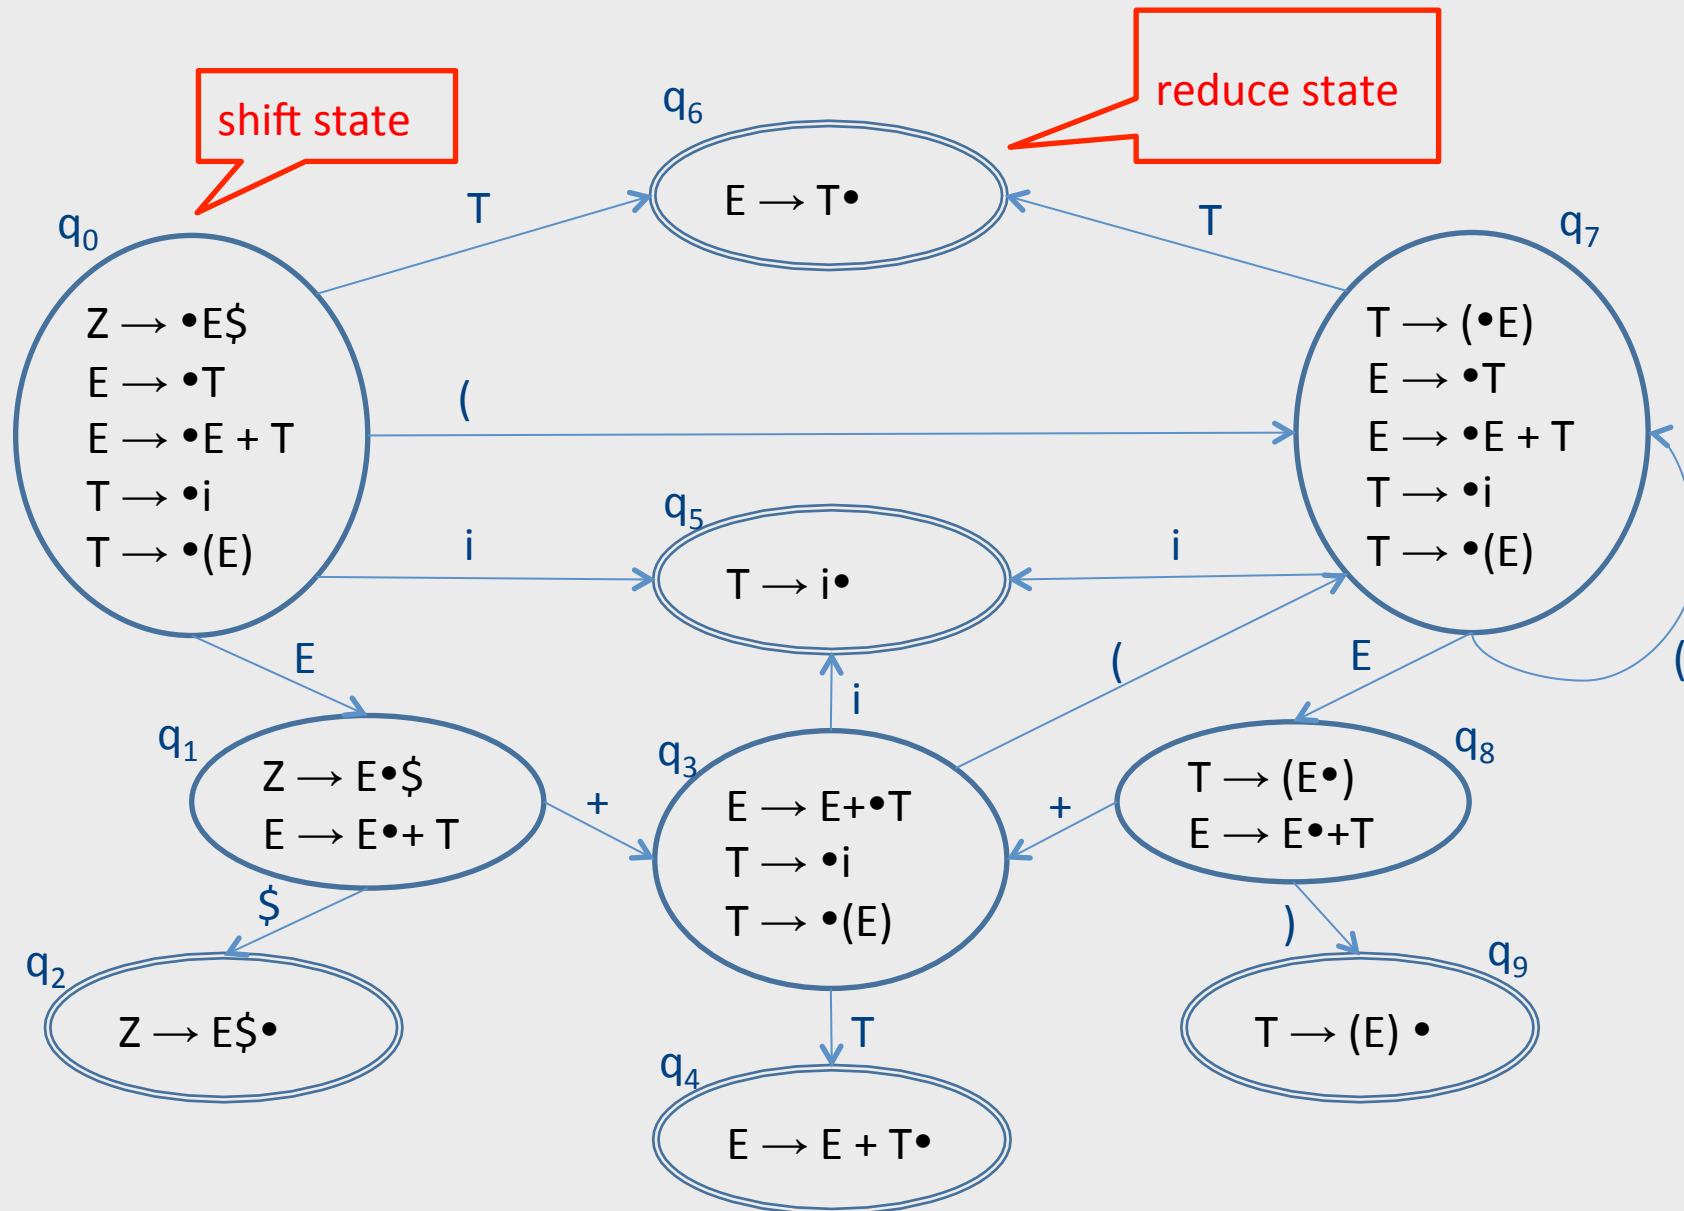 shift state
reduce state
q₆
E → T•
T
T
q₀
Z → •E$
E → •T
E → •E + T
T → •i
T → •(E)
q₇
T → (•E)
E → •T
E → •E + T
T → •i
T → •(E)
(
q₅
T → i•
i
i
E
i
(
E
(
q₁
Z → E•$
E → E•+ T
+
q₃
E → E+•T
T → •i
T → •(E)
+
q₈
T → (E•)
E → E•+T
$
)
q₂
Z → E$•
T
q₉
T → (E) •
q₄
E → E + T•